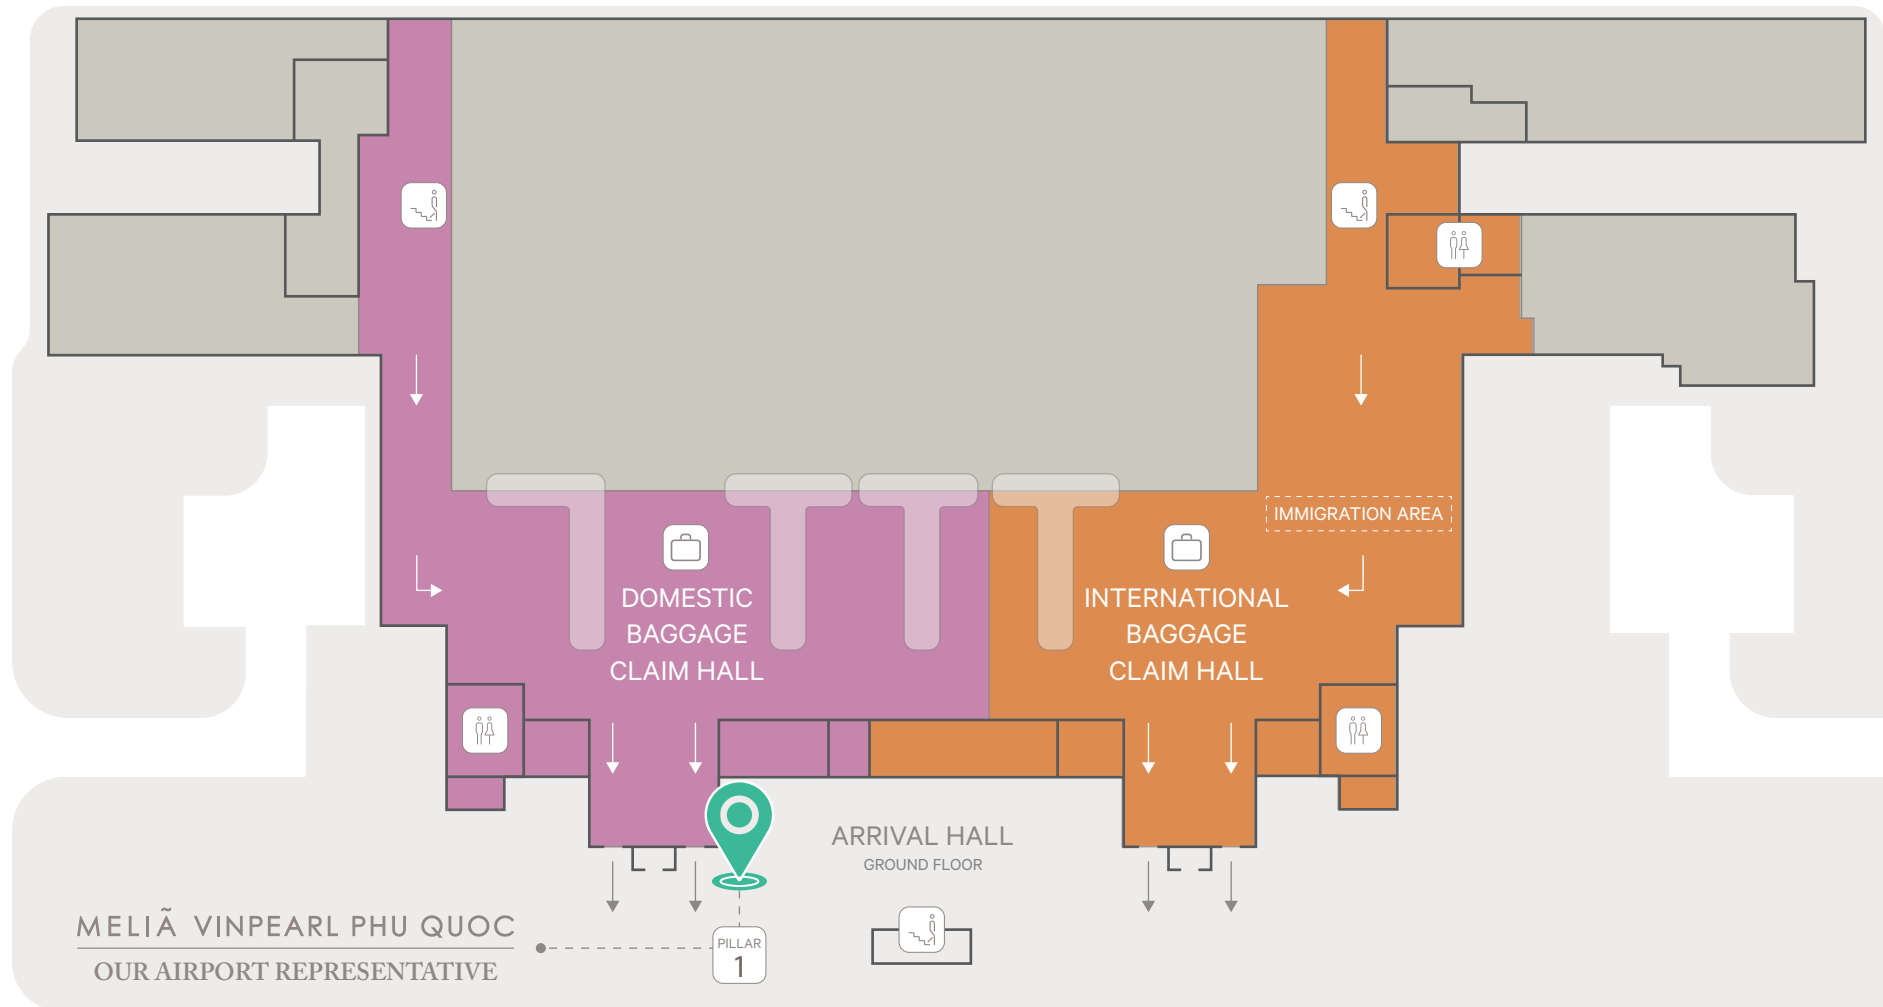 IMMIGRATION AREA
DOMESTIC
BAGGAGE
CLAIM HALL
INTERNATIONAL
BAGGAGE
CLAIM HALL
ARRIVAL HALL
GROUND FLOOR
MELIÃ VINPEARL PHU QUOC
OUR AIRPORT REPRESENTATIVE
PILLAR
1